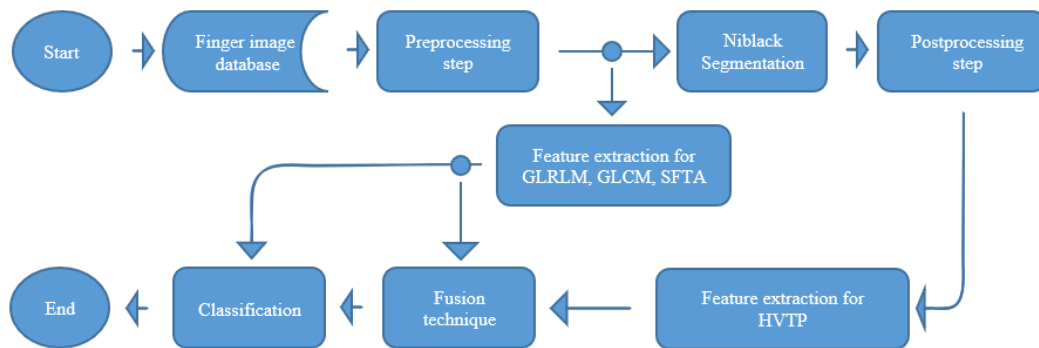 Start
Finger image
database
Preprocessing
step
Niblack
Segmentation
Postprocessing
step
Feature extraction for
GLRLM, GLCM, SFTA
End
Classification
Fusion
technique
Feature extraction for
HVTP